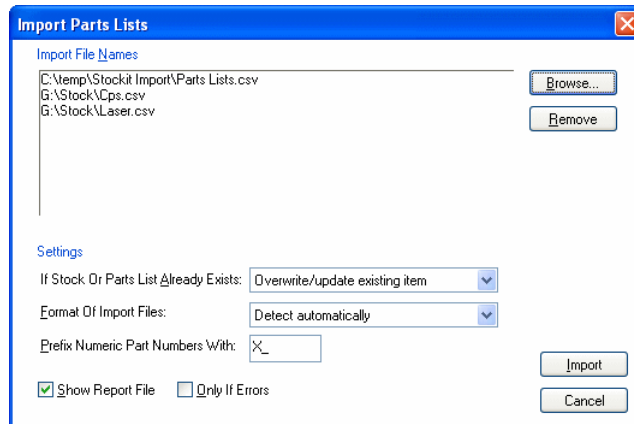 Import Parts Lists
Import File Names
C:\temp\Stockit Import\Parts Lists.csv
G:\Stock\Cps.csv
G:\Stock\Laser.csv
Browse...
Remove
Settings
If Stock Or Parts List Already Exists: Overwrite/update existing item
Format Of Import Files: Detect automatically
Prefix Numeric Part Numbers With: X_
Show Report File Only If Errors
Import
Cancel